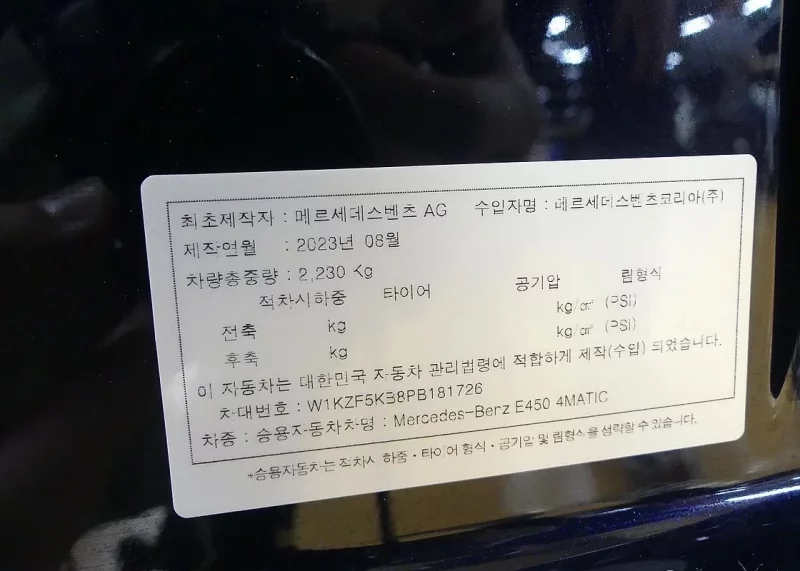 최초제작자 : 메르세데스벤츠 AG 수입자명 : 메르세데스벤츠코리아(주)
제작연월 : 2023년 08월
차량총중량 : 2,230 Kg
적차시하중 타이어 공기압 림형식
전축 kg kg/㎠ (PSI)
후축 kg kg/㎠ (PSI)
이 자동차는 대한민국 자동차 관리법령에 적합하게 제작(수입) 되었습니다.
차대번호 : W1KZF5KB8PB181726
차종 : 승용자동차차명 : Mercedes-Benz E450 4MATIC
*승용자동차는 적차시 하중·타이어 형식·공기압 및 림형식을 생략할 수 있습니다.